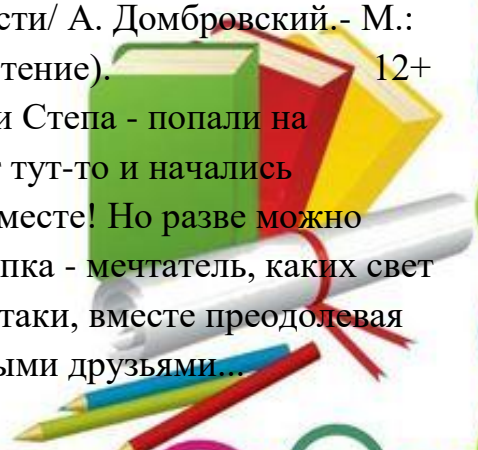 сти/ А. Домбровский.- М.:
тение). 12+
и Степа - попали на
тут-то и начались
месте! Но разве можно
пка - мечтатель, каких свет
таки, вместе преодолевая
ыми друзьями...